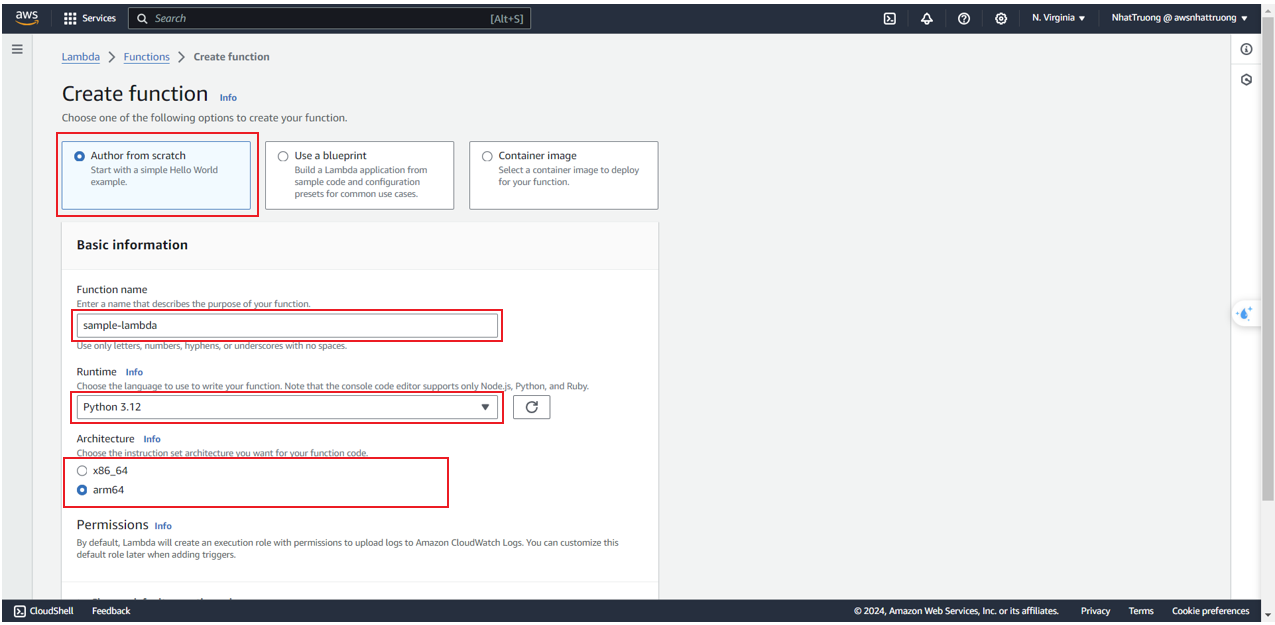 aws
Services
Search
[Alt+S]
N. Virginia
NhatTruong @ awsnhattruong
Lambda
Functions
Create function
Create function
Info
Choose one of the following options to create your function.
Author from scratch
Start with a simple Hello World
example.
Use a blueprint
Build a Lambda application from
sample code and configuration
presets for common use cases.
Container image
Select a container image to deploy
for your function.
Basic information
Function name
Enter a name that describes the purpose of your function.
sample-lambda
Use only letters, numbers, hyphens, or underscores with no spaces.
Runtime Info
Choose the language to use to write your function. Note that the console code editor supports only Node.js, Python, and Ruby.
Python 3.12
Architecture Info
Choose the instruction set architecture you want for your function code.
x86_64
arm64
Permissions Info
By default, Lambda will create an execution role with permissions to upload logs to Amazon CloudWatch Logs. You can customize this
default role later when adding triggers.
CloudShell
Feedback
© 2024, Amazon Web Services, Inc. or its affiliates.
Privacy
Terms
Cookie preferences